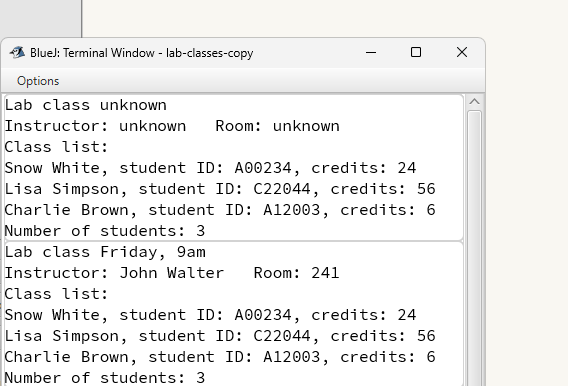 BlueJ: Terminal Window - lab-classes-copy
Options
Lab class unknown
Instructor: unknown   Room: unknown
Class list:
Snow White, student ID: A00234, credits: 24
Lisa Simpson, student ID: C22044, credits: 56
Charlie Brown, student ID: A12003, credits: 6
Number of students: 3
Lab class Friday, 9am
Instructor: John Walter   Room: 241
Class list:
Snow White, student ID: A00234, credits: 24
Lisa Simpson, student ID: C22044, credits: 56
Charlie Brown, student ID: A12003, credits: 6
Number of students: 3